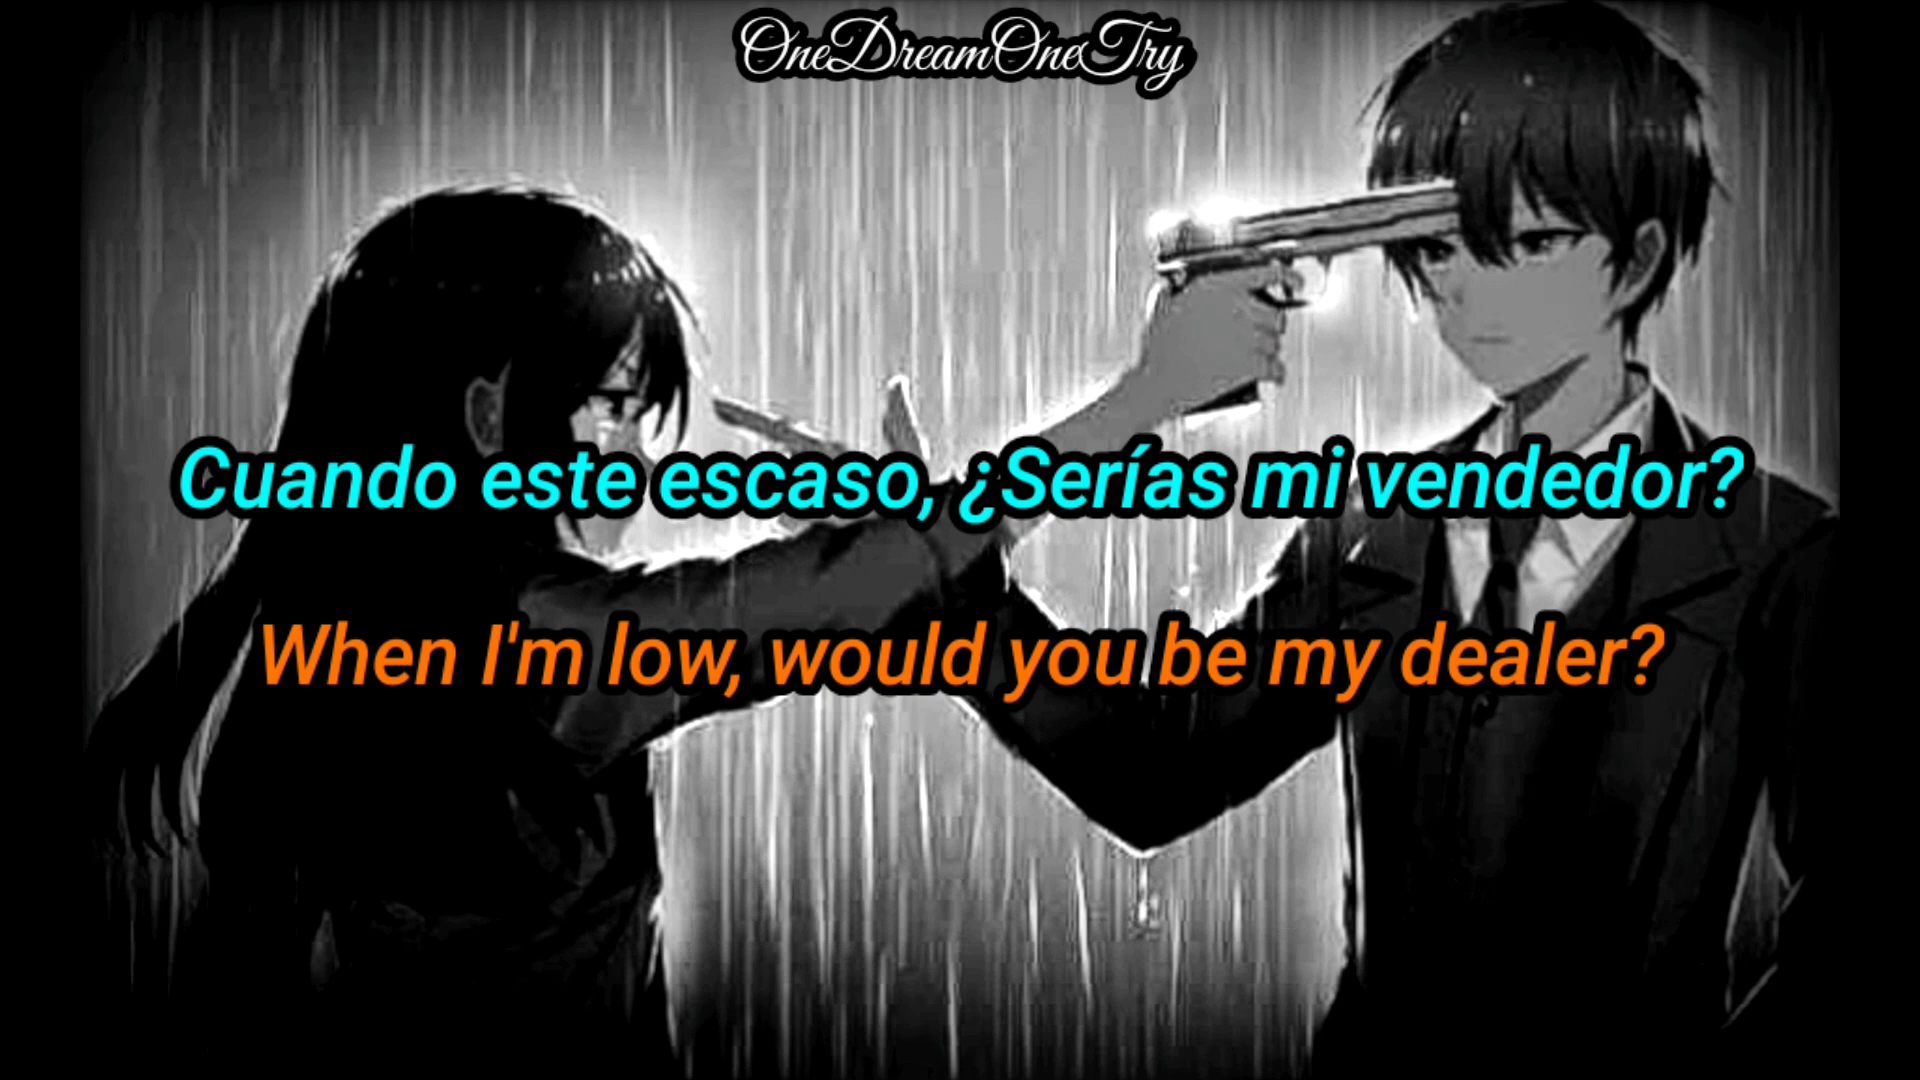 OneDreamOneTry
Cuando este escaso, ¿Serías mi vendedor?
When I'm low, would you be my dealer?